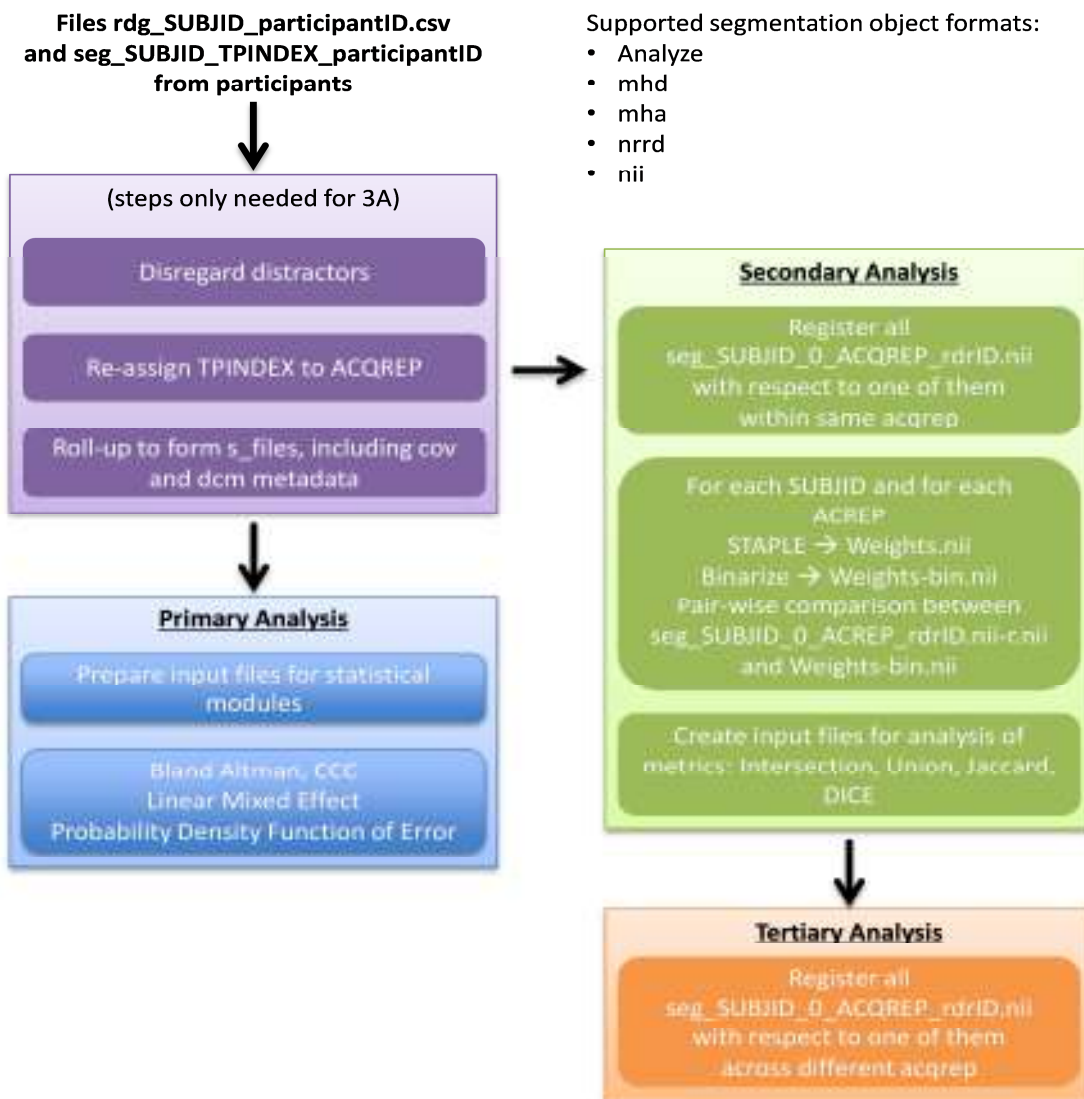 Files rdg_SUBJID_participantID.csv
and seg_SUBJID_TPINDEX_participantID
from participants
Supported segmentation object formats:
• Analyze
• mhd
• mha
• nrrd
• nii
(steps only needed for 3A)
Disregard distractors
Re-assign TPINDEX to ACQREP
Roll-up to form s_files, including cov
and dcm metadata
Primary Analysis
Prepare input files for statistical
modules
Bland Altman, CCC
Linear Mixed Effect
Probability Density Function of Error
Secondary Analysis
Register all
seg_SUBJID_0_ACQREP_rdrID.nii
with respect to one of them
within same acqrep
For each SUBJID and for each
ACREP
STAPLE → Weights.nii
Binarize → Weights-bin.nii
Pair-wise comparison between
seg_SUBJID_0_ACREP_rdrID.nii-r.nii
and Weights-bin.nii
Create input files for analysis of
metrics: Intersection, Union, Jaccard,
DICE
Tertiary Analysis
Register all
seg_SUBJID_0_ACQREP_rdrID.nii
with respect to one of them
across different acqrep